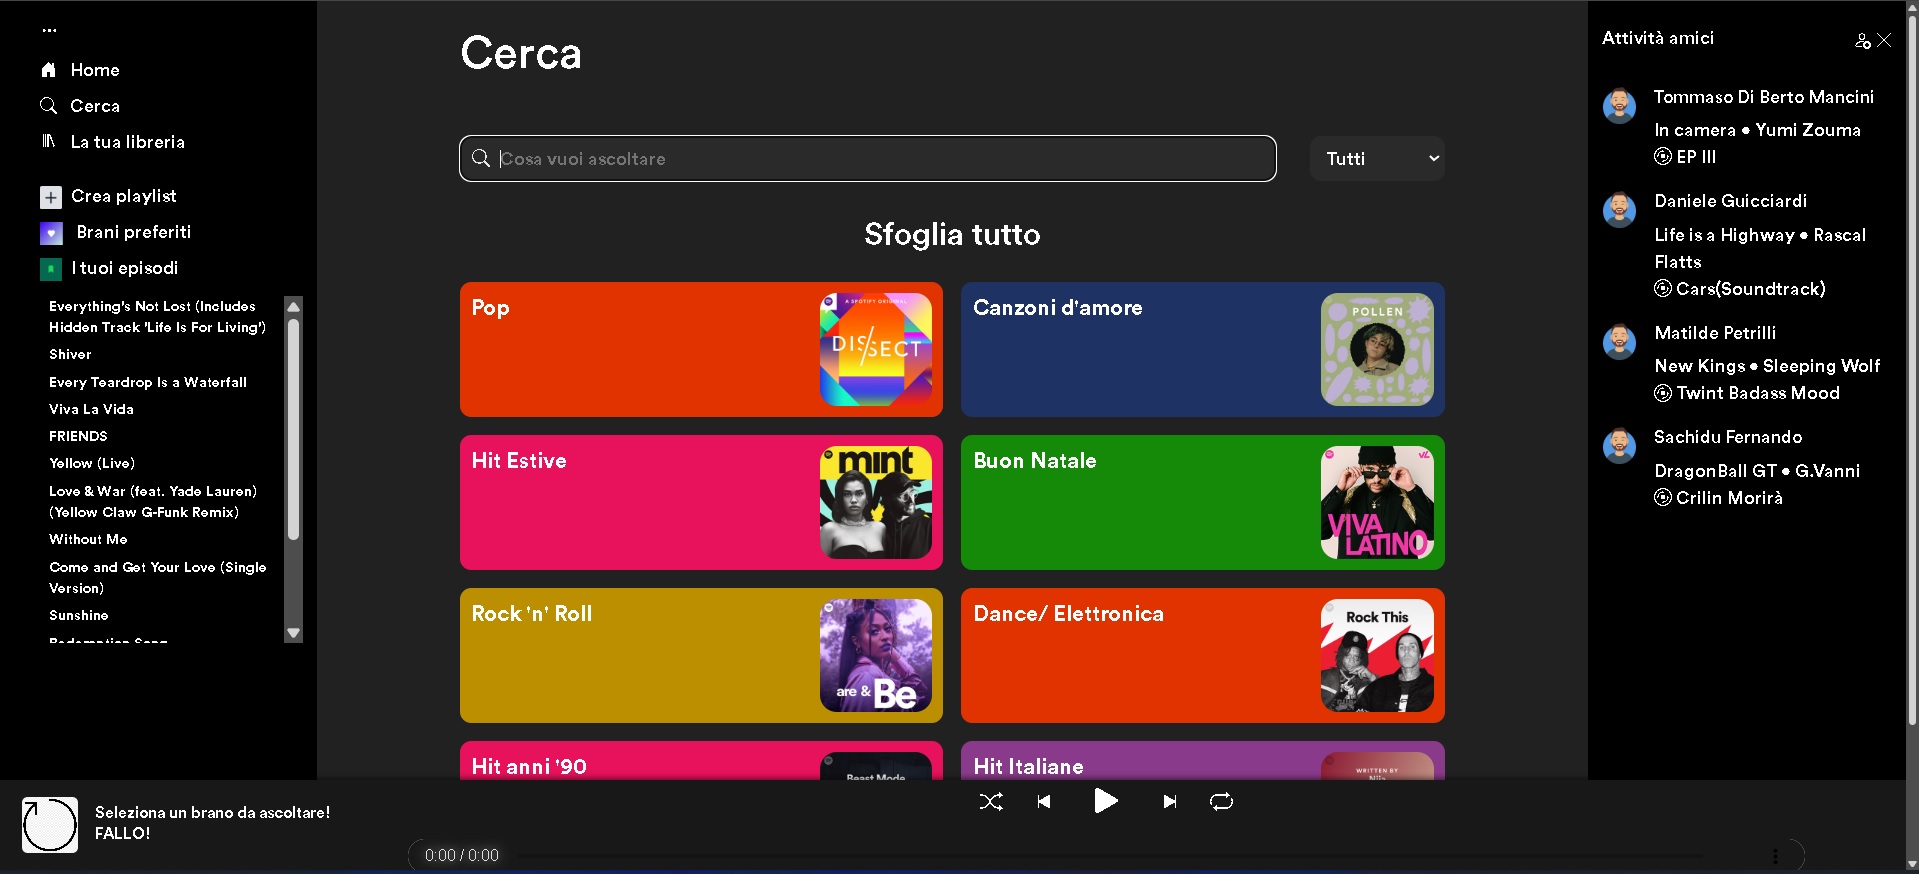 ...
Home
Cerca
La tua libreria
Crea playlist
Brani preferiti
I tuoi episodi
Everything's Not Lost (Includes
Hidden Track 'Life Is For Living')
Shiver
Every Teardrop Is a Waterfall
Viva La Vida
FRIENDS
Yellow (Live)
Love & War (feat. Yade Lauren)
(Yellow Claw G-Funk Remix)
Without Me
Come and Get Your Love (Single
Version)
Sunshine
Redemption Song
Cerca
Cosa vuoi ascoltare
Tutti
Sfoglia tutto
Pop
A SPOTIFY ORIGINAL
DIS/SECT
Canzoni d'amore
POLLEN
Hit Estive
mint
Buon Natale
VIVA
LATINO
Rock 'n' Roll
are & Be
Dance/ Elettronica
Rock This
Hit anni '90
Beast Mode
Hit Italiane
WRITTEN BY
Attività amici
Tommaso Di Berto Mancini
In camera • Yumi Zouma
EP III
Daniele Guicciardi
Life is a Highway • Rascal
Flatts
Cars(Soundtrack)
Matilde Petrilli
New Kings • Sleeping Wolf
Twint Badass Mood
Sachidu Fernando
DragonBall GT • G.Vanni
Crilin Morirà
Seleziona un brano da ascoltare!
FALLO!
0:00 / 0:00